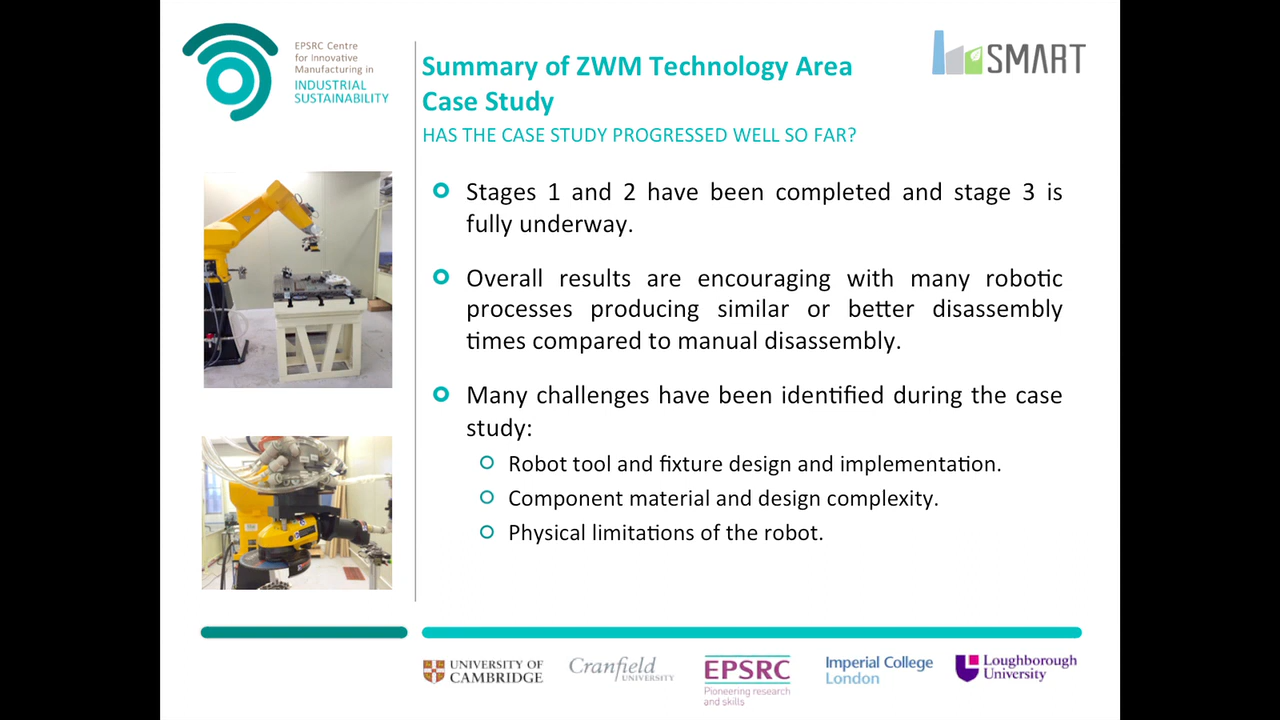 EPSRC Centre
for Innovative
Manufacturing in
INDUSTRIAL
SUSTAINABILITY
SMART
Summary of ZWM Technology Area
Case Study
HAS THE CASE STUDY PROGRESSED WELL SO FAR?
Stages 1 and 2 have been completed and stage 3 is
fully underway.
Overall results are encouraging with many robotic
processes producing similar or better disassembly
times compared to manual disassembly.
Many challenges have been identified during the case
study:
Robot tool and fixture design and implementation.
Component material and design complexity.
Physical limitations of the robot.
UNIVERSITY OF
CAMBRIDGE
Cranfield
UNIVERSITY
EPSRC
Pioneering research
and skills
Imperial College
London
Loughborough
University